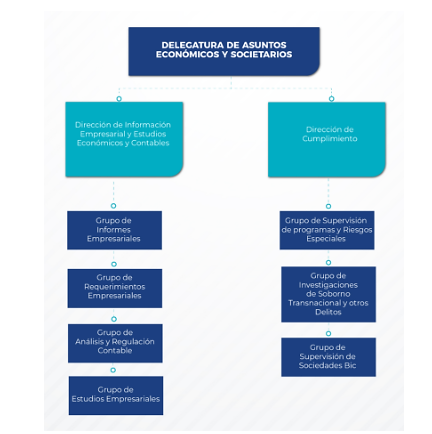 DELEGATURA DE ASUNTOS
ECONÓMICOS Y SOCIETARIOS
Dirección de Información
Empresarial y Estudios
Económicos y Contables
Grupo de
Informes
Empresariales
Grupo de
Requerimientos
Empresariales
Grupo de
Análisis y Regulación
Contable
Grupo de
Estudios Empresariales
Dirección de
Cumplimiento
Grupo de Supervisión
de programas y Riesgos
Especiales
Grupo de
Investigaciones
de Soborno
Transnacional y otros
Delitos
Grupo de
Supervisión de
Sociedades Bic